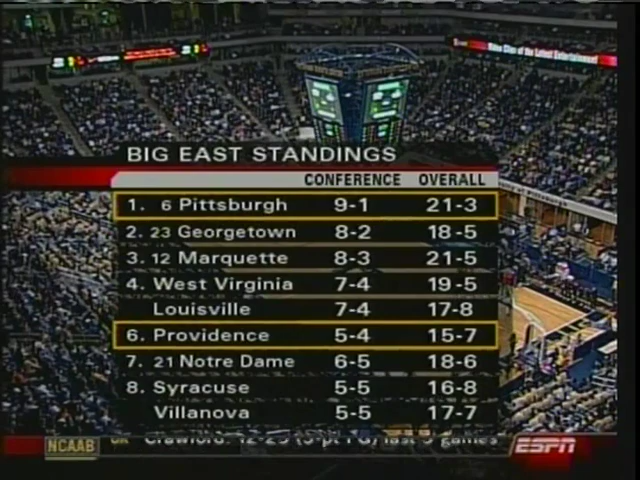 BIG EAST STANDINGS
CONFERENCE OVERALL
1. 6 Pittsburgh 9-1 21-3
2. 23 Georgetown 8-2 18-5
3. 12 Marquette 8-3 21-5
4. West Virginia 7-4 19-5
Louisville 7-4 17-8
6. Providence 5-4 15-7
7. 21 Notre Dame 6-5 18-6
8. Syracuse 5-5 16-8
Villanova 5-5 17-7
NCAAB Crawford: 12-25 (3-pt FG) last 5 games ESPN